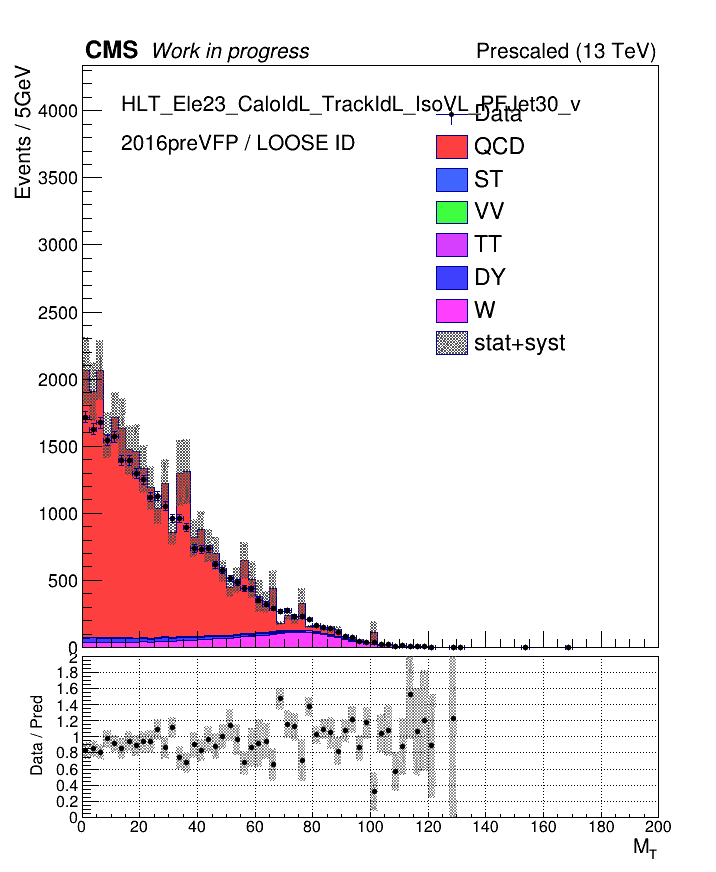 CMS Work in progress Prescaled (13 TeV)
Events / 5GeV
HLT_Ele23_CaloIdL_TrackIdL_IsoVL_PFJet30_v
2016preVFP / LOOSE ID
Data
QCD
ST
VV
TT
DY
W
stat+syst
4000
3500
3000
2500
2000
1500
1000
500
0
Data / Pred
2
1.8
1.6
1.4
1.2
1
0.8
0.6
0.4
0.2
0
0 20 40 60 80 100 120 140 160 180 200
M_T